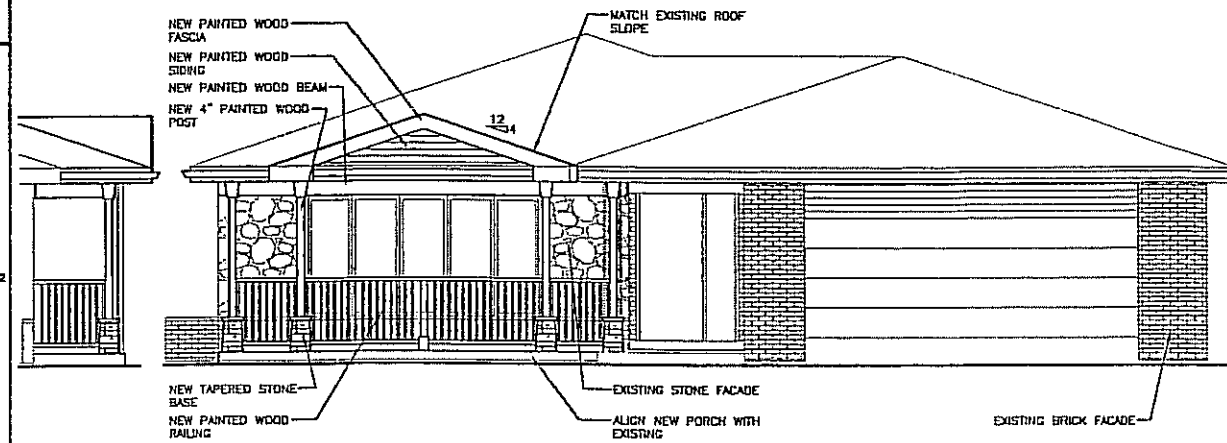 NEW PAINTED WOOD
FASCIA
NEW PAINTED WOOD
SIDING
NEW PAINTED WOOD BEAM
NEW 4" PAINTED WOOD
POST
MATCH EXISTING ROOF
SLOPE
12
4
2
NEW TAPERED STONE
BASE
NEW PAINTED WOOD
RAILING
EXISTING STONE FACADE
ALIGN NEW PORCH WITH
EXISTING
EXISTING BRICK FACADE